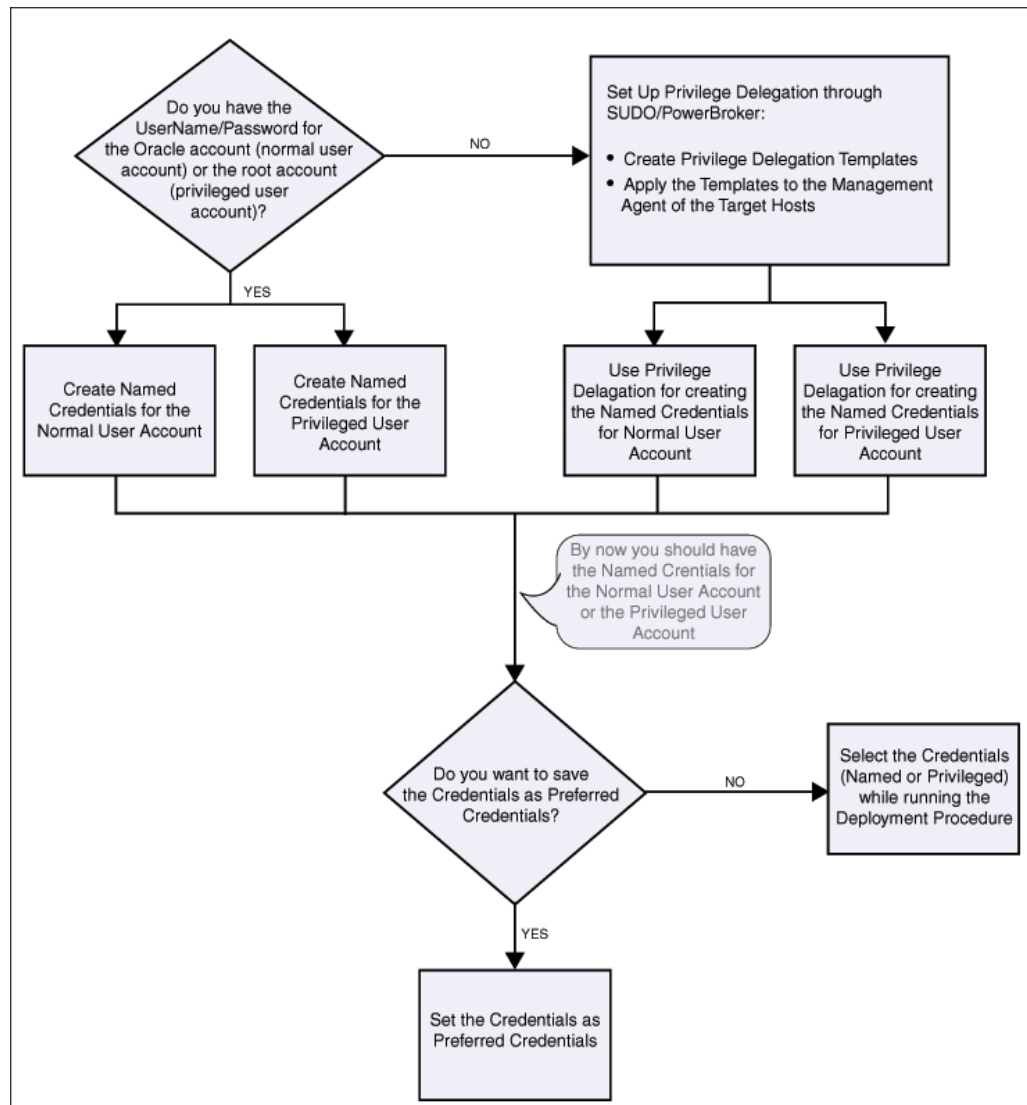 Do you have the
UserName/Password for
the Oracle account (normal user
account) or the root account
(privileged user
account)?
NO
Set Up Privilege Delegation through
SUDO/PowerBroker:
• Create Privilege Delegation Templates
• Apply the Templates to the Management
Agent of the Target Hosts
YES
Create Named
Credentials for the
Normal User Account
Create Named
Credentials for the
Privileged User
Account
Use Privilege
Delagation for creating
the Named Credentials
for Normal User
Account
Use Privilege
Delagation for creating
the Named Credentials
for Privileged User
Account
By now you should have
the Named Crentials for
the Normal User Account
or the Privileged User
Account
Do you want to save
the Credentials as Preferred
Credentials?
NO
Select the Credentials
(Named or Privileged)
while running the
Deployment Procedure
YES
Set the Credentials as
Preferred Credentials